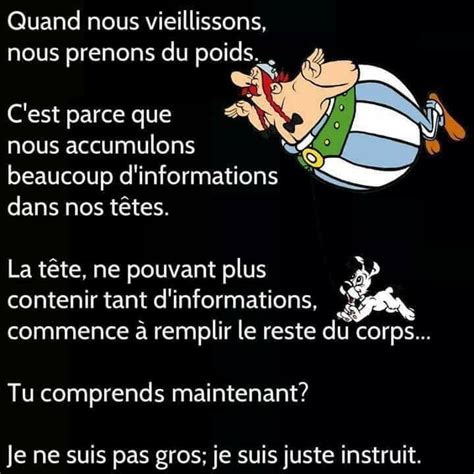 Quand nous vieillissons,
nous prenons du poids.
C'est parce que
nous accumulons
beaucoup d'informations
dans nos têtes.
La tête, ne pouvant plus
contenir tant d'informations,
commence à remplir le reste du corps...
Tu comprends maintenant?
Je ne suis pas gros; je suis juste instruit.